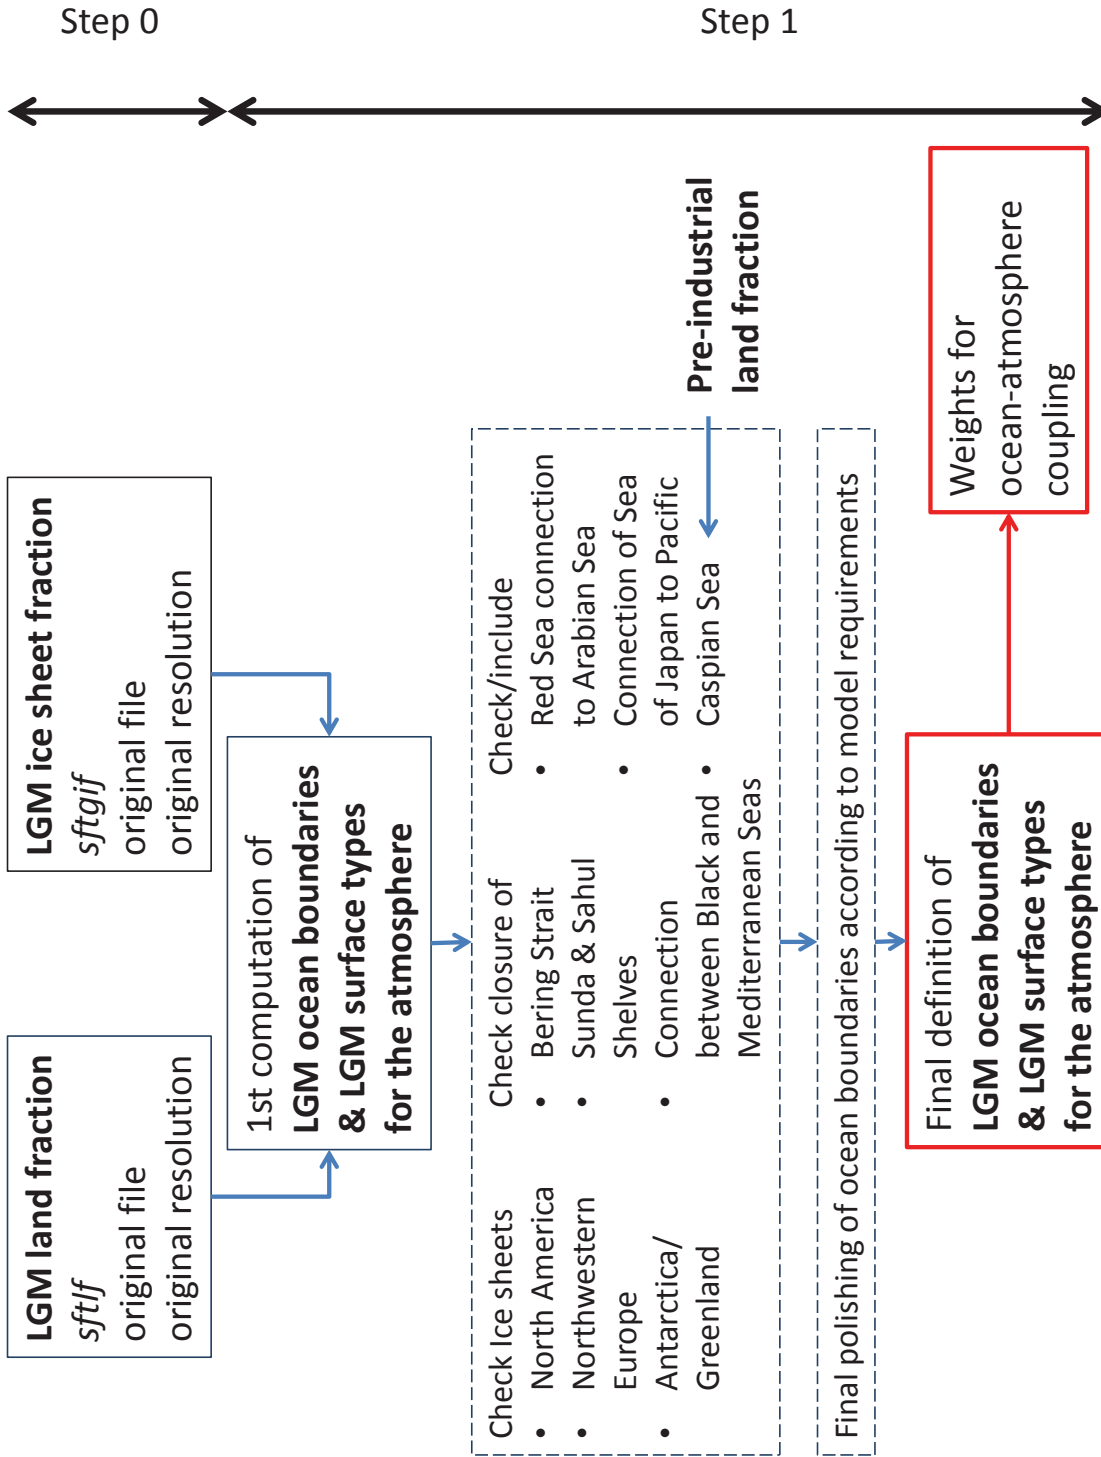 Step 0
Step 1
LGM land fraction
sftlf
original file
original resolution
LGM ice sheet fraction
sftgif
original file
original resolution
1st computation of
LGM ocean boundaries
& LGM surface types
for the atmosphere
Check Ice sheets
• North America
• Northwestern
Europe
• Antarctica/
Greenland
Check closure of
• Bering Strait
• Sunda & Sahul
Shelves
• Connection
between Black and
Mediterranean Seas
Check/include
• Red Sea connection
to Arabian Sea
• Connection of Sea
of Japan to Pacific
• Caspian Sea
Pre-industrial
land fraction
Final polishing of ocean boundaries according to model requirements
Final definition of
LGM ocean boundaries
& LGM surface types
for the atmosphere
Weights for
ocean-atmosphere
coupling